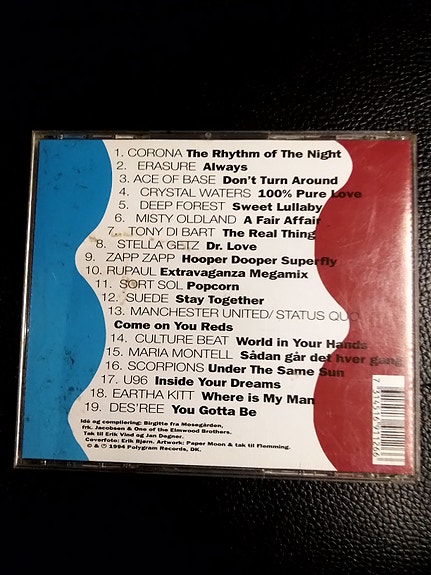 1. CORONA The Rhythm of The Night
2. ERASURE Always
3. ACE OF BASE Don't Turn Around
4. CRYSTAL WATERS 100% Pure Love
5. DEEP FOREST Sweet Lullaby
6. MISTY OLDLAND A Fair Affair
7. TONY DI BART The Real Thing
8. STELLA GETZ Dr. Love
9. ZAPP ZAPP Hooper Dooper Superfly
10. RUPAUL Extravaganza Megamix
11. SORT SOL Popcorn
12. SUEDE Stay Together
13. MANCHESTER UNITED/ STATUS QUO
Come on You Reds
14. CULTURE BEAT World in Your Hands
15. MARIA MONTELL Sådan går det hver gang
16. SCORPIONS Under The Same Sun
17. U96 Inside Your Dreams
18. EARTHA KITT Where is My Man
19. DES'REE You Gotta Be
Idé og compilering: Birgitte fra Mosegården,
frk. Jacobsen & One of the Elmwood Brothers.
Tak til Erik Vind og Jan Degner.
Coverfoto: Erik Bjørn. Artwork: Paper Moon & tak til Flemming.
© & ℗ 1994 Polygram Records, DK.